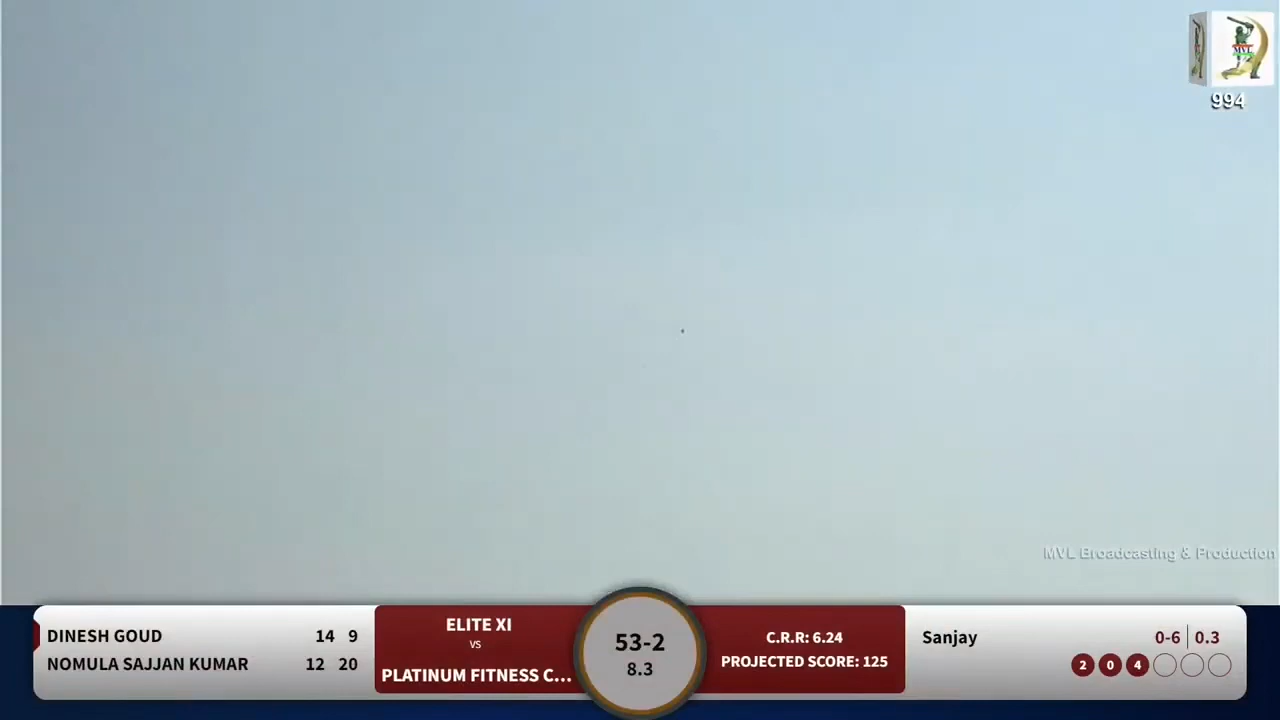 MVL
994
MVL Broadcasting & Production
DINESH GOUD 14 9
NOMULA SAJJAN KUMAR 12 20
ELITE XI
vs
PLATINUM FITNESS C...
53-2
8.3
C.R.R: 6.24
PROJECTED SCORE: 125
Sanjay 0-6 0.3
2 0 4